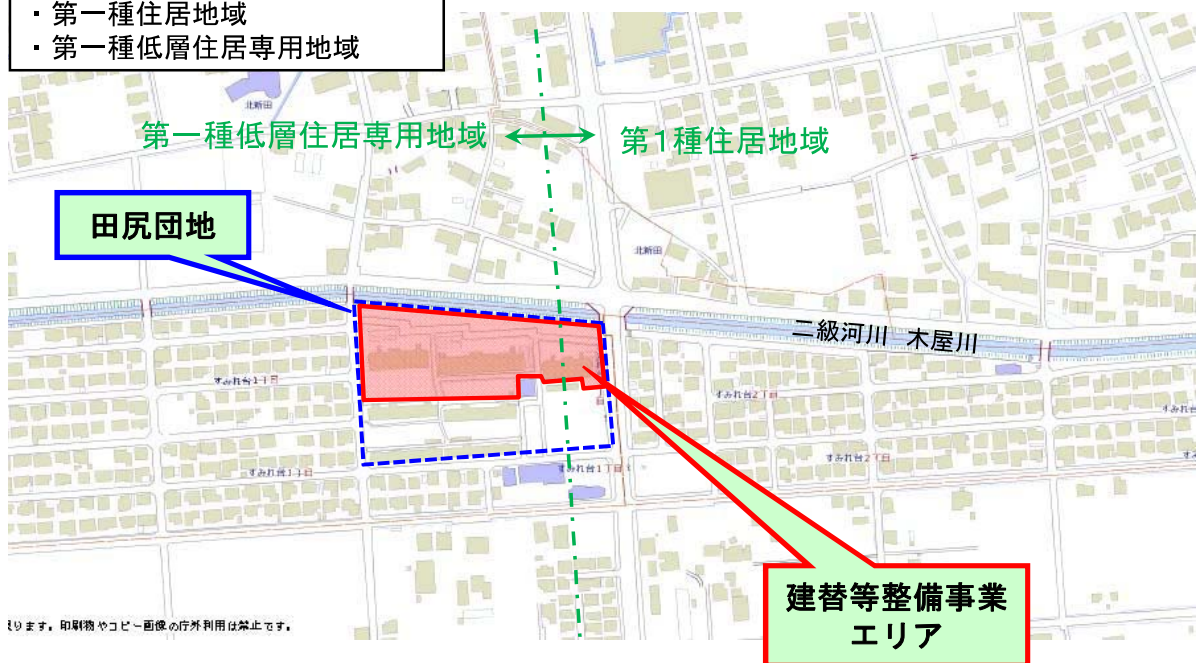 ・第一種住居地域
・第一種低層住居専用地域
北新田
第一種低層住居専用地域
第1種住居地域
田尻団地
北新田
二級河川 木屋川
すみれ台1丁目
すみれ台2丁目
すみれ台1丁目
すみれ台1丁目
すみれ台2丁目
建替等整備事業
エリア
ります。印刷物やコピー画像の庁外利用は禁止です。